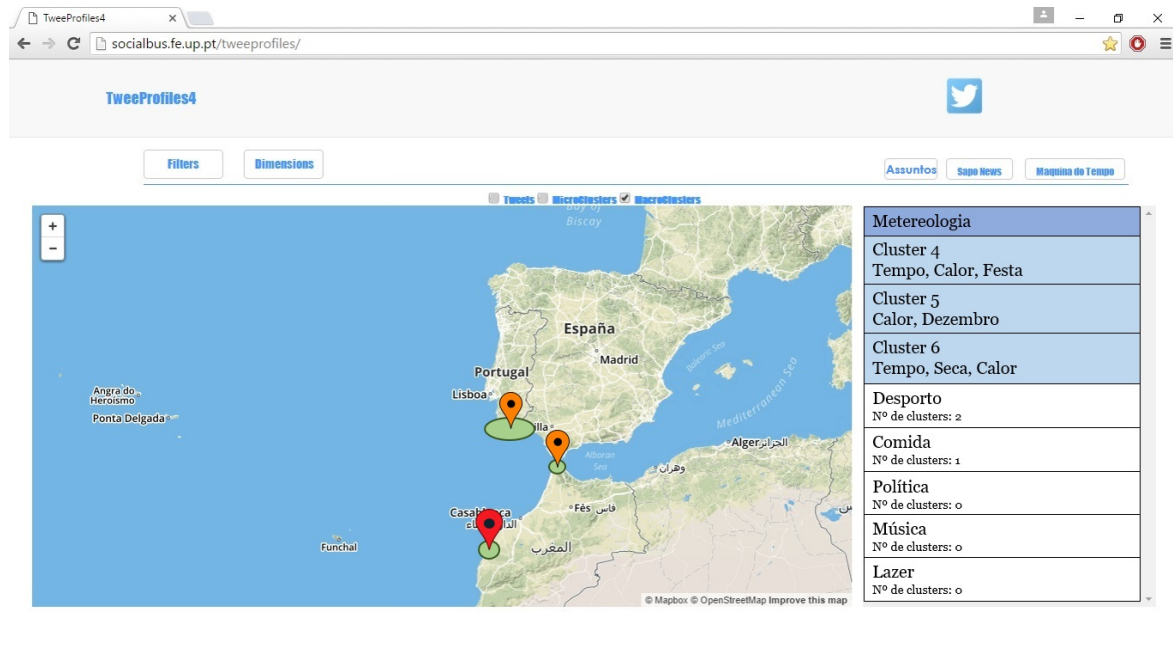 TweeProfiles4
socialbus.fe.up.pt/tweeprofiles/
TweeProfiles4
Filters
Dimensions
Assuntos
Sapo News
Maquina do Tempo
Tweets
MicroClusters
MacroClusters
+
-
Bay of
Biscay
España
Madrid
Portugal
Lisboa
Balearic Sea
Mediterranean
Angra do
Heroísmo
Ponta Delgada
illa
Alboran
Sea
Alger الجزائر
وهران
Casablanca
الدار
Fés فاس
المغرب
Funchal
© Mapbox © OpenStreetMap Improve this map
Metereologia
Cluster 4
Tempo, Calor, Festa
Cluster 5
Calor, Dezembro
Cluster 6
Tempo, Seca, Calor
Desporto
Nº de clusters: 2
Comida
Nº de clusters: 1
Política
Nº de clusters: 0
Música
Nº de clusters: 0
Lazer
Nº de clusters: 0